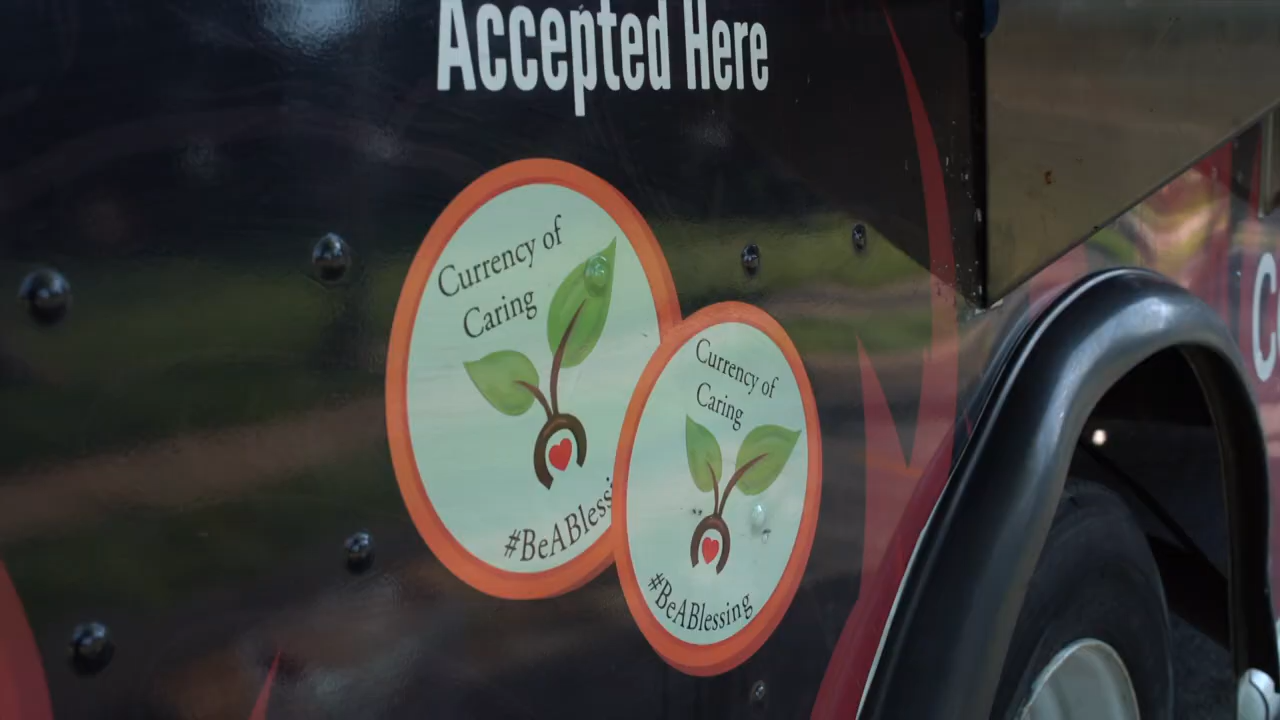 Accepted Here
Currency of
Caring
#BeABlessi
Currency of
Caring
#BeABlessing
C